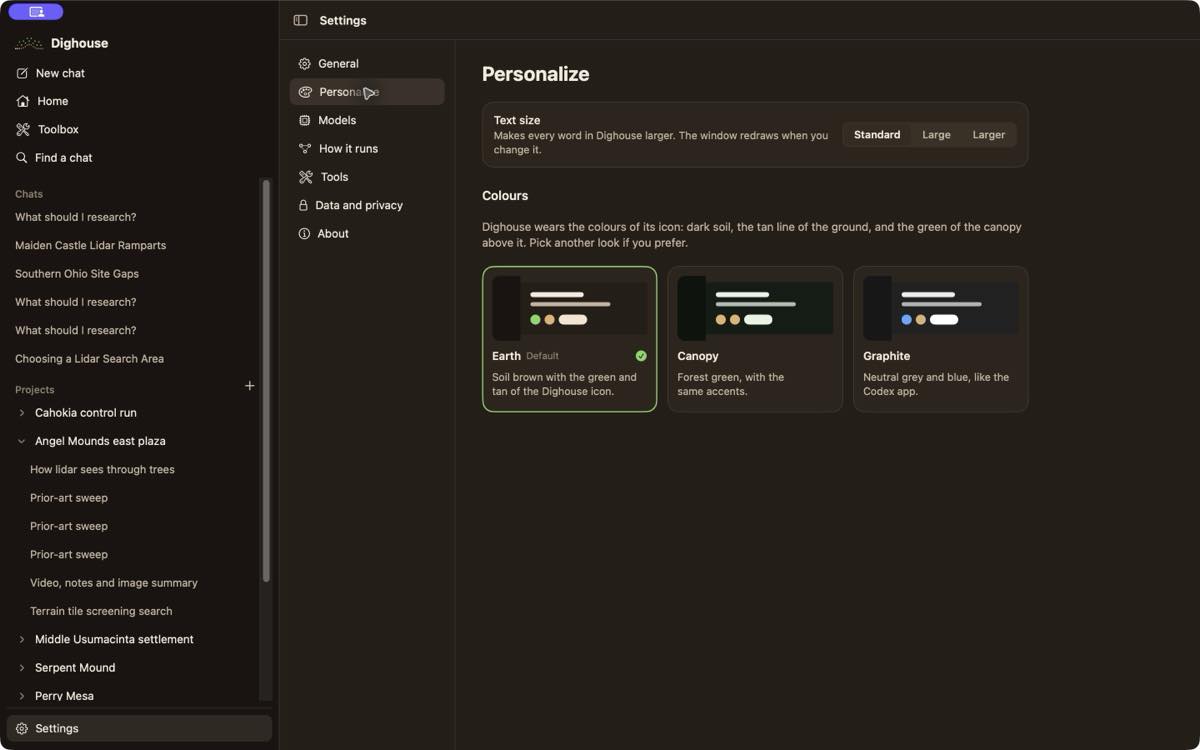 Dighouse
New chat
Home
Toolbox
Find a chat
Chats
What should I research?
Maiden Castle Lidar Ramparts
Southern Ohio Site Gaps
What should I research?
What should I research?
Choosing a Lidar Search Area
Projects
Cahokia control run
Angel Mounds east plaza
How lidar sees through trees
Prior-art sweep
Prior-art sweep
Prior-art sweep
Video, notes and image summary
Terrain tile screening search
Middle Usumacinta settlement
Serpent Mound
Perry Mesa
Settings
Settings
General
Personalize
Models
How it runs
Tools
Data and privacy
About
Personalize
Text size
Makes every word in Dighouse larger. The window redraws when you
change it.
Standard Large Larger
Colours
Dighouse wears the colours of its icon: dark soil, the tan line of the ground, and the green of the canopy
above it. Pick another look if you prefer.
Earth Default
Soil brown with the green and
tan of the Dighouse icon.
Canopy
Forest green, with the
same accents.
Graphite
Neutral grey and blue, like the
Codex app.